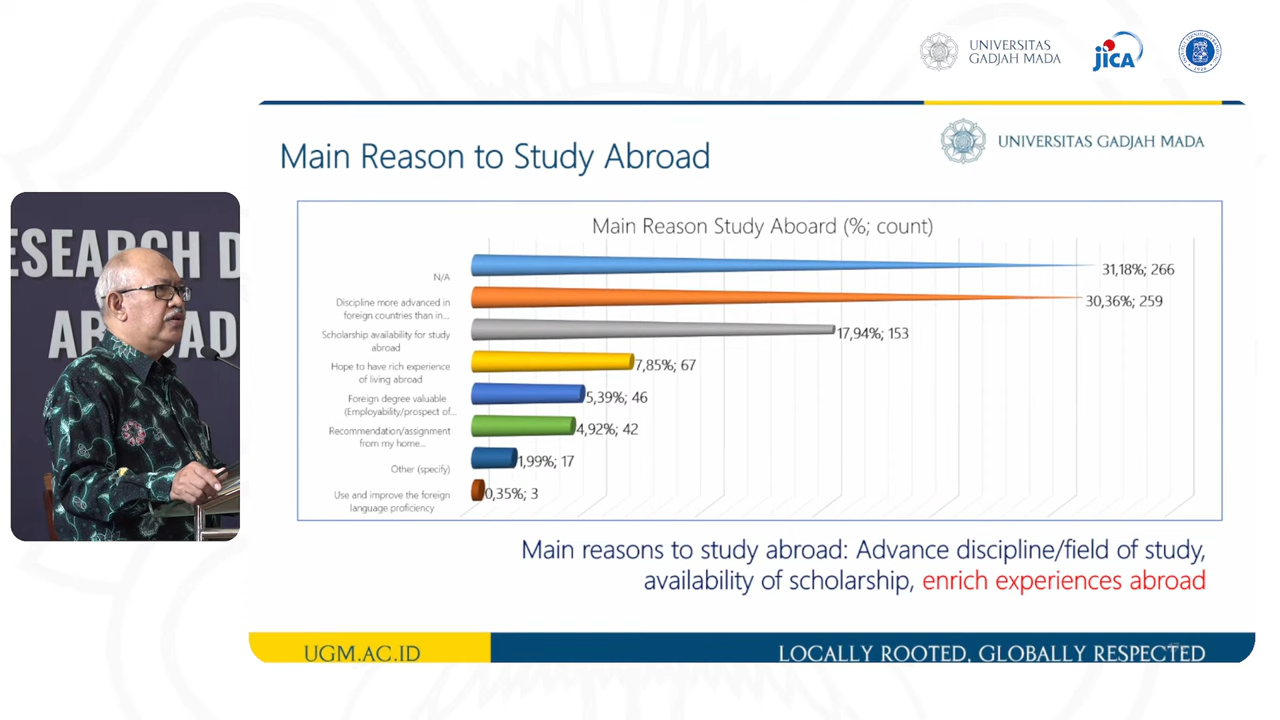 UNIVERSITAS
GADJAH MADA
JICA
Main Reason to Study Abroad
UNIVERSITAS GADJAH MADA
ESEARCH D
ABROAD
Main Reason Study Aboard (%; count)
N/A
31,18%; 266
Discipline more advanced in
foreign countries than in...
30,36%; 259
Scholarship availability for study
abroad
17,94%; 153
Hope to have rich experience
of living abroad
7,85%; 67
Foreign degree valuable
(Employability/prospect of...
5,39%; 46
Recommendation/assignment
from my home...
4,92%; 42
Other (specify)
1,99%; 17
Use and improve the foreign
language proficiency
0,35%; 3
Main reasons to study abroad: Advance discipline/field of study,
availability of scholarship, enrich experiences abroad
UGM.AC.ID
LOCALLY ROOTED, GLOBALLY RESPECTED